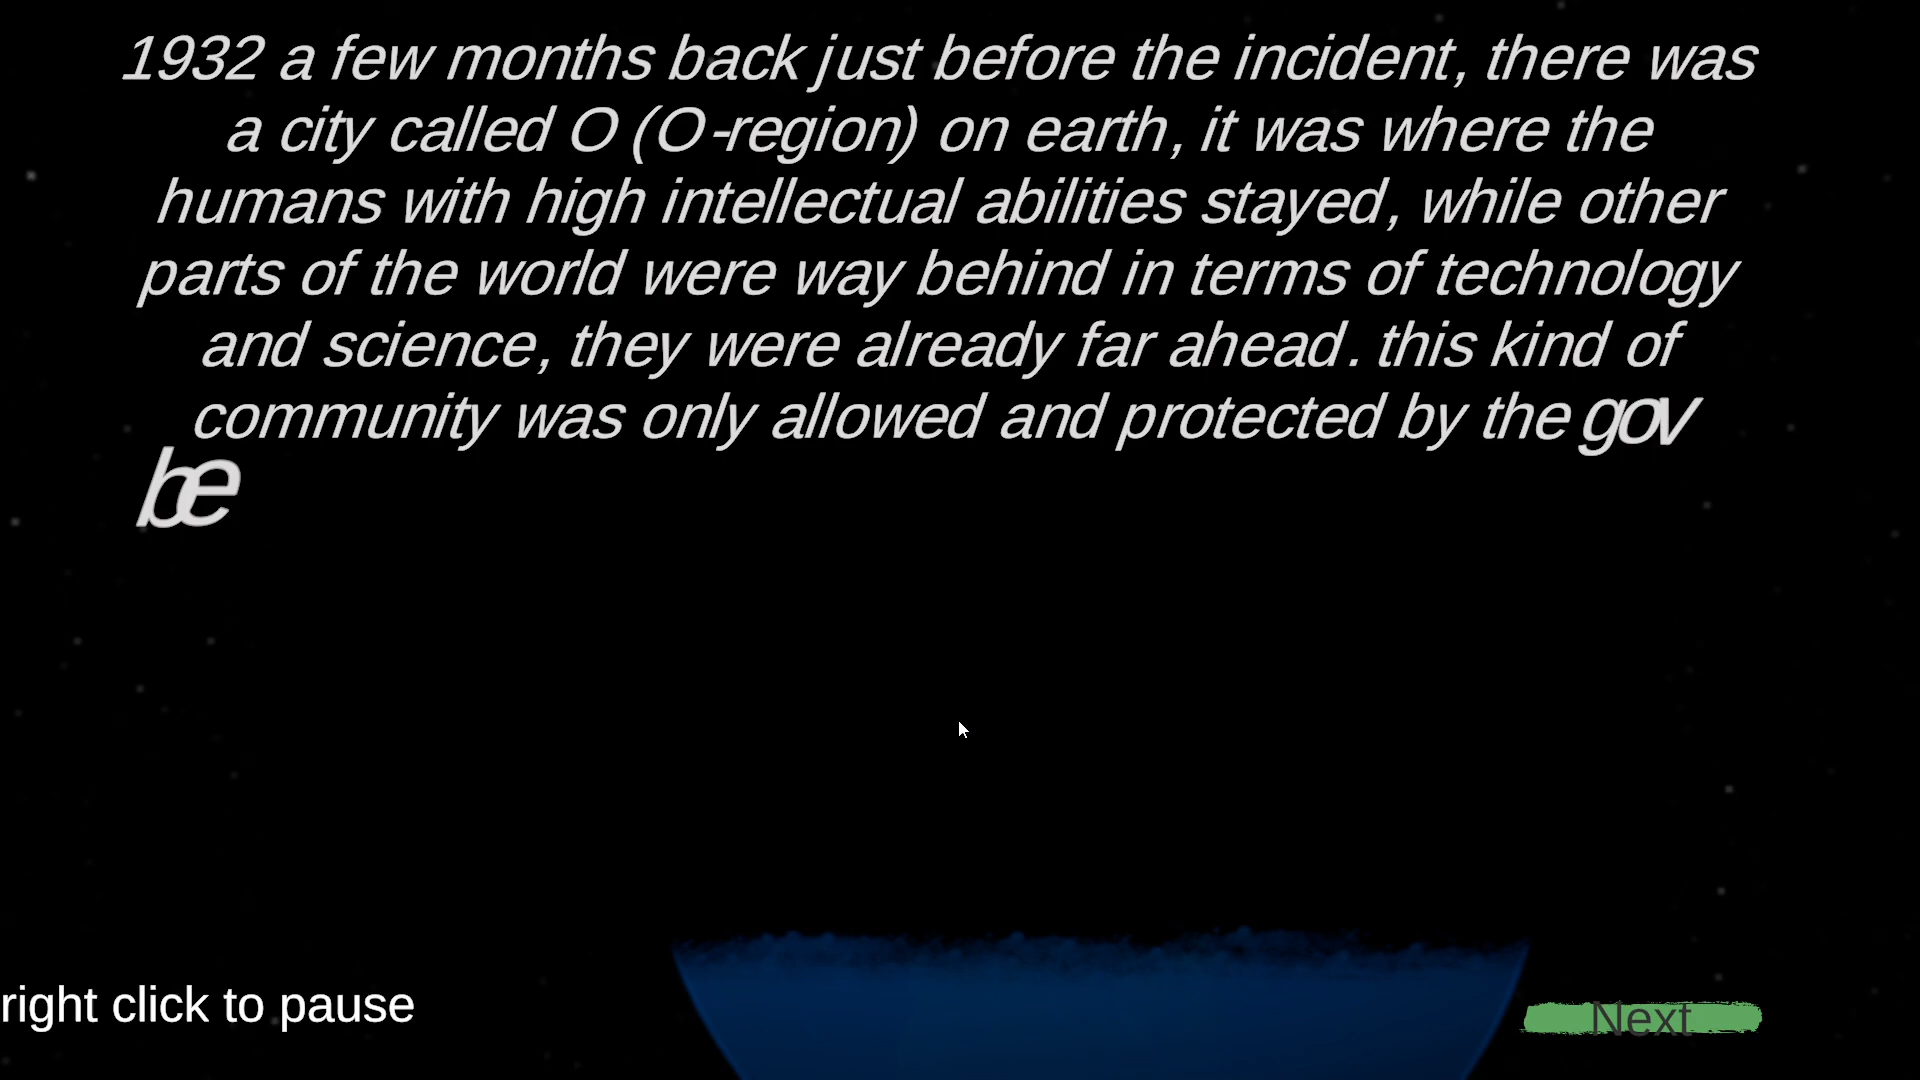 1932 a few months back just before the incident, there was
a city called O (O-region) on earth, it was where the
humans with high intellectual abilities stayed, while other
parts of the world were way behind in terms of technology
and science, they were already far ahead. this kind of
community was only allowed and protected by the gov
be
right click to pause
Next